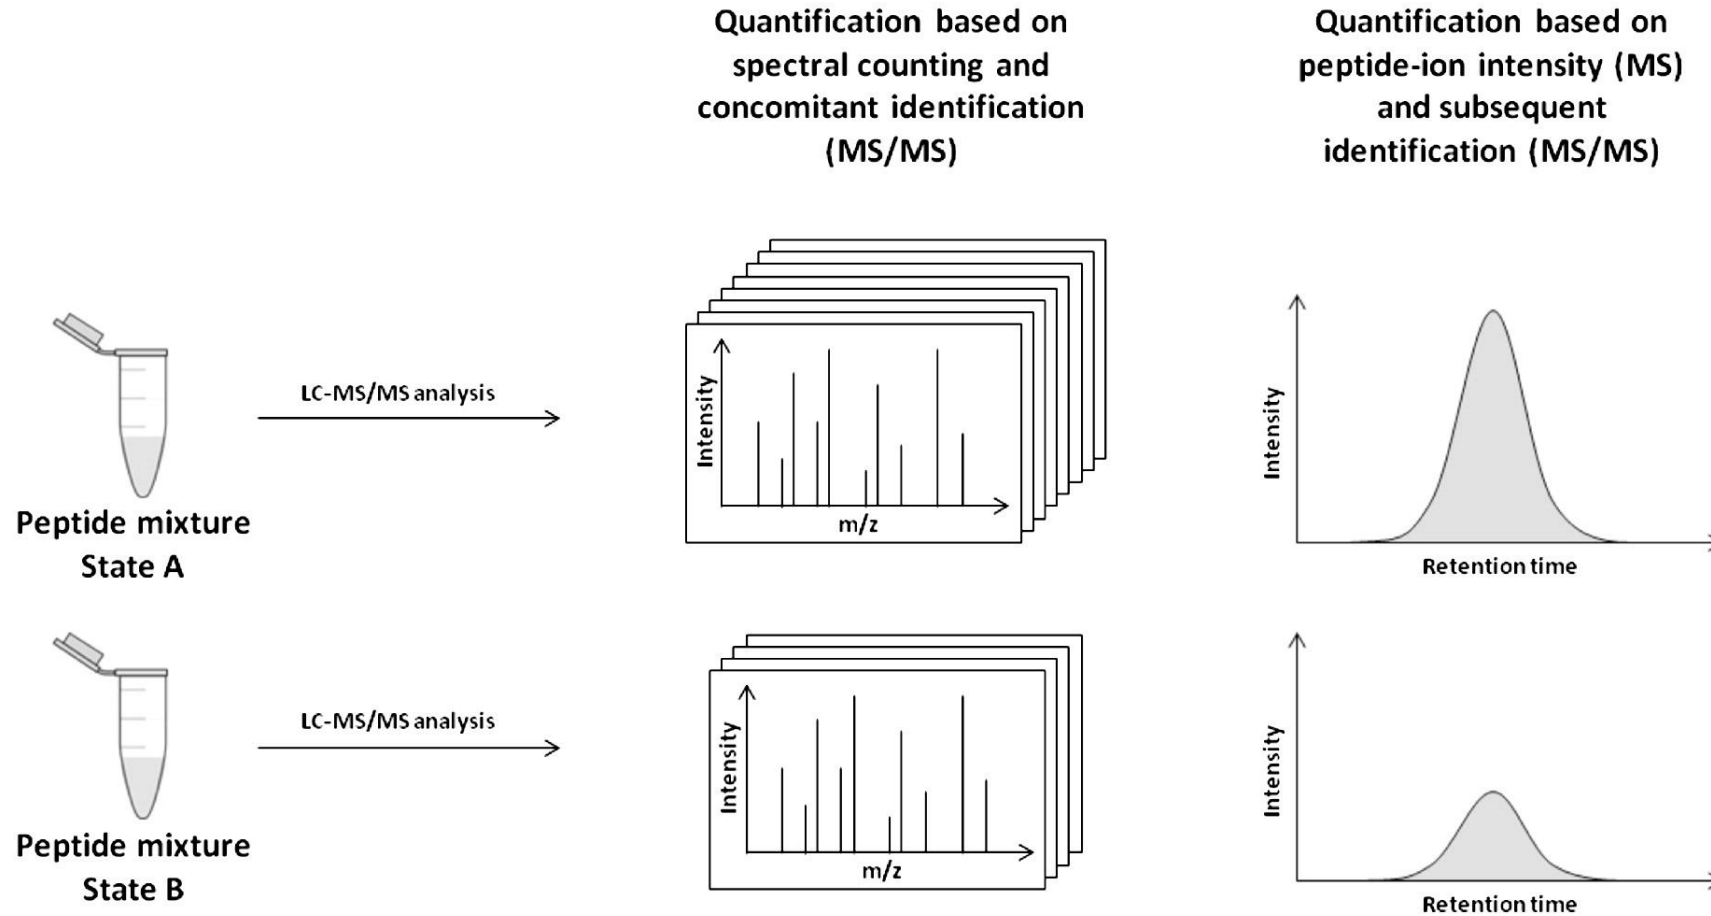 Quantification based on
spectral counting and
concomitant identification
(MS/MS)
Quantification based on
peptide-ion intensity (MS)
and subsequent
identification (MS/MS)
LC-MS/MS analysis
Peptide mixture
State A
Intensity
m/z
Intensity
Retention time
LC-MS/MS analysis
Peptide mixture
State B
Intensity
m/z
Intensity
Retention time